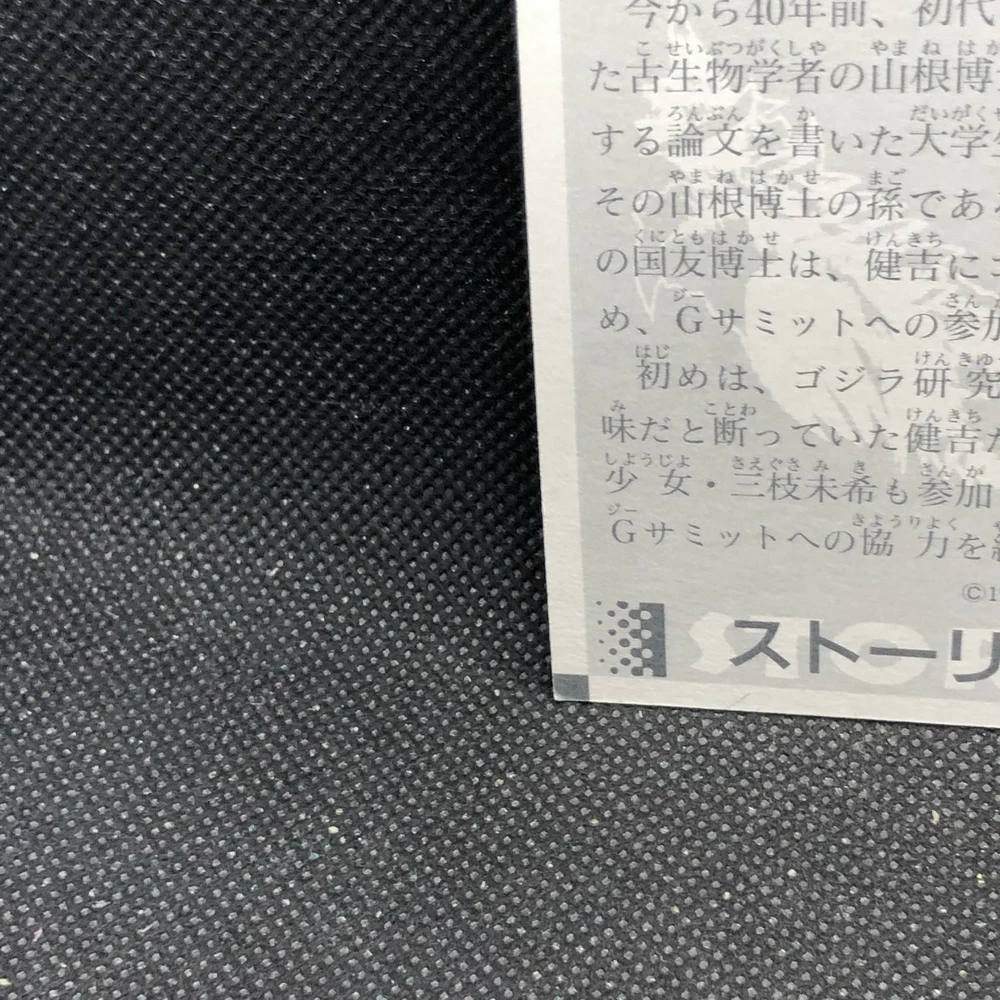 今から40年前、初代
た古生物学者の山根博
する論文を書いた大学
その山根博士の孫であ
の国友博士は、健吉に
め、Gサミットへの参加
初めは、ゴジラ研究
味だと断っていた健吉
少女・三枝未希も参加
Gサミットへの協力を
©1
ストーリ